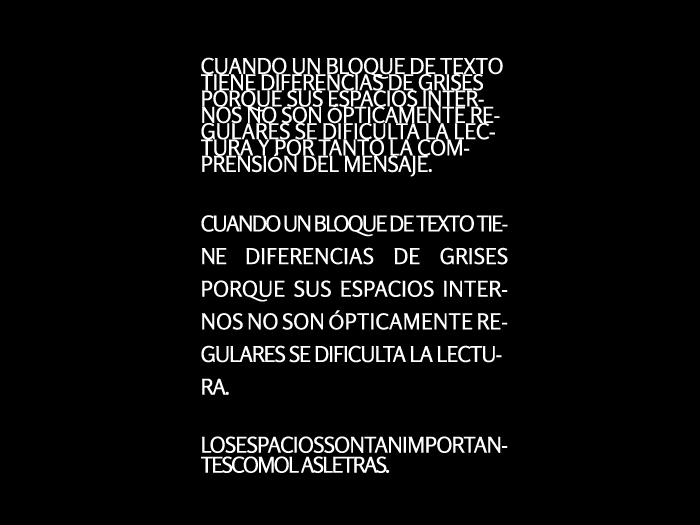 CUANDO UN BLOQUE DE TEXTO
TIENE DIFERENCIAS DE GRISES
PORQUE SUS ESPACIOS INTER-
NOS NO SON ÓPTICAMENTE RE-
GULARES SE DIFICULTA LA LEC-
TURA Y POR TANTO LA COM-
PRENSIÓN DEL MENSAJE.
CUANDO UN BLOQUE DE TEXTO TIE-
NE DIFERENCIAS DE GRISES
PORQUE SUS ESPACIOS INTER-
NOS NO SON ÓPTICAMENTE RE-
GULARES SE DIFICULTA LA LECTU-
RA.
LOSESPACIOSSONTANIMPORTAN-
TESCOMOL ASLETRAS.